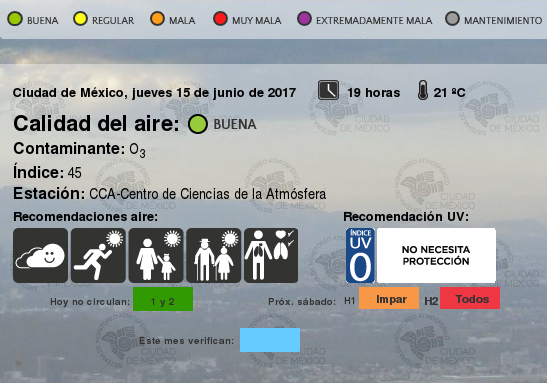 BUENA REGULAR MALA MUY MALA EXTREMADAMENTE MALA MANTENIMIENTO
Ciudad de México, jueves 15 de junio de 2017 19 horas 21 ºC
Calidad del aire: BUENA
Contaminante: O3
Índice: 45
Estación: CCA-Centro de Ciencias de la Atmósfera
Recomendaciones aire: Recomendación UV:
ÍNDICE
UV
0
NO NECESITA
PROTECCIÓN
Hoy no circulan: 1 y 2 Próx. sábado: H1 Impar H2 Todos
Este mes verifican:
CIUDAD
DE MÉXICO